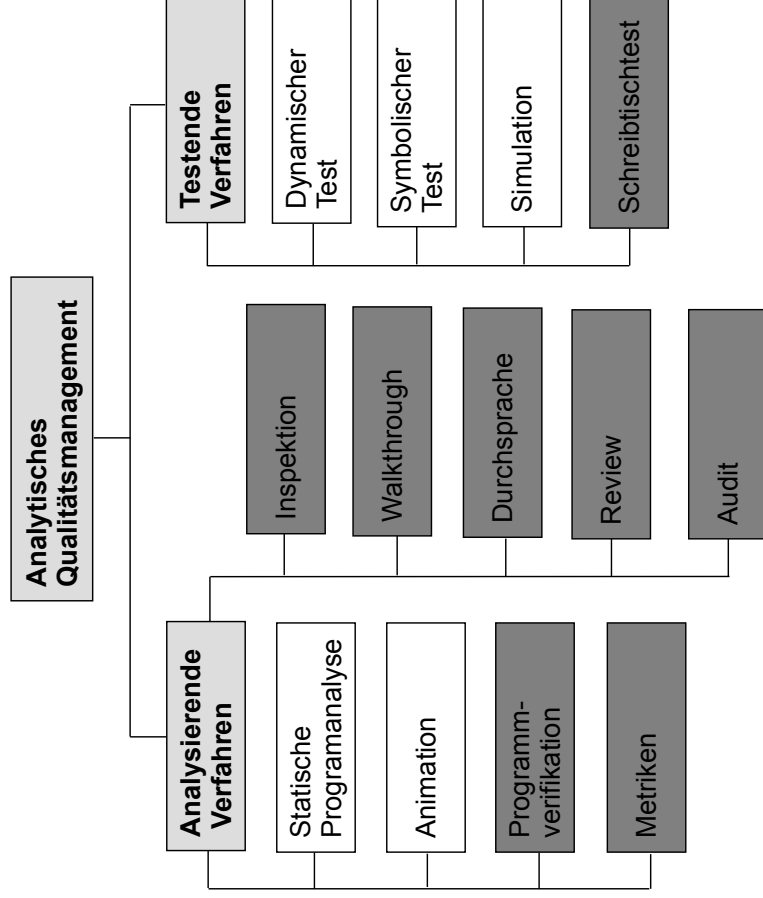 Analytisches
Qualitätsmanagement
Analysierende
Verfahren
Statische
Programanalyse
Animation
Programm-
verifikation
Metriken
Inspektion
Walkthrough
Durchsprache
Review
Audit
Testende
Verfahren
Dynamischer
Test
Symbolischer
Test
Simulation
Schreibtischtest